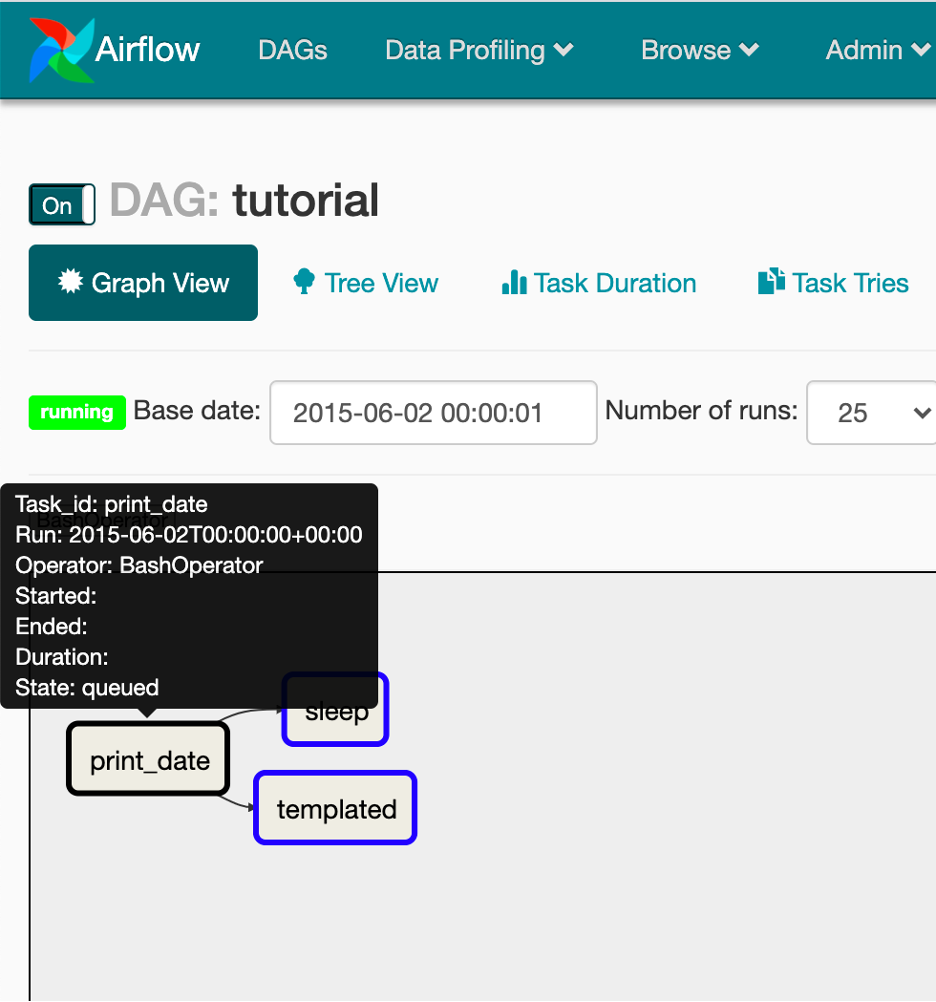 Airflow DAGs Data Profiling Browse Admin
On DAG: tutorial
Graph View Tree View Task Duration Task Tries
running Base date: 2015-06-02 00:00:01 Number of runs: 25
Task_id: print_date
BashOperator
Run: 2015-06-02T00:00:00+00:00
Operator: BashOperator
Started:
Ended:
Duration:
State: queued
sleep
print_date
templated